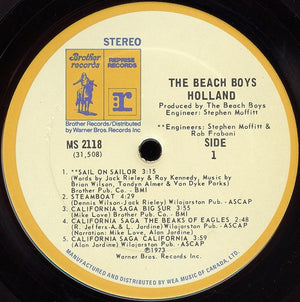 STEREO
Brother records
REPRISE RECORDS
Brother Records/Distributed
by Warner Bros. Records Inc
MS 2118
(31,508)
THE BEACH BOYS
HOLLAND
Produced by The Beach Boys
Engineer: Stephen Moffitt
**Engineers: Stephen Moffitt &
Rob Fraboni
SIDE
1
1. **SAIL ON SAILOR 3:15
(Words by Jack Rieley & Ray Kennedy, Music by
Brian Wilson, Tandyn Almer & Van Dyke Parks)
Brother Pub. Co. - BMI
2. STEAMBOAT 4:29
(Dennis Wilson-Jack Rieley) Wilojarston Pub.-ASCAP
3. CALIFORNIA SAGA BIG SUR 3:35
(Mike Love) Brother Pub. Co.- BMI
4. CALIFORNIA SAGA THE BEAKS OF EAGLES 2:48
(R. Jeffers-A. L. Jardine) Wilojarston Pub.-ASCAP
(Narration: Mike Love, Alan Jardine)
5. CALIFORNIA SAGA CALIFORNIA 3:59
(Alan Jardine) Wilojarston Pub. - ASCAP
©1973
Warner Bros. Records Inc.
MANUFACTURED AND DISTRIBUTED BY WEA MUSIC OF CANADA, LTD.